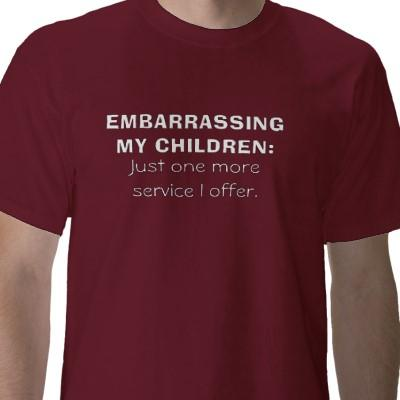 EMBARRASSING
MY CHILDREN:
Just one more
service I offer.